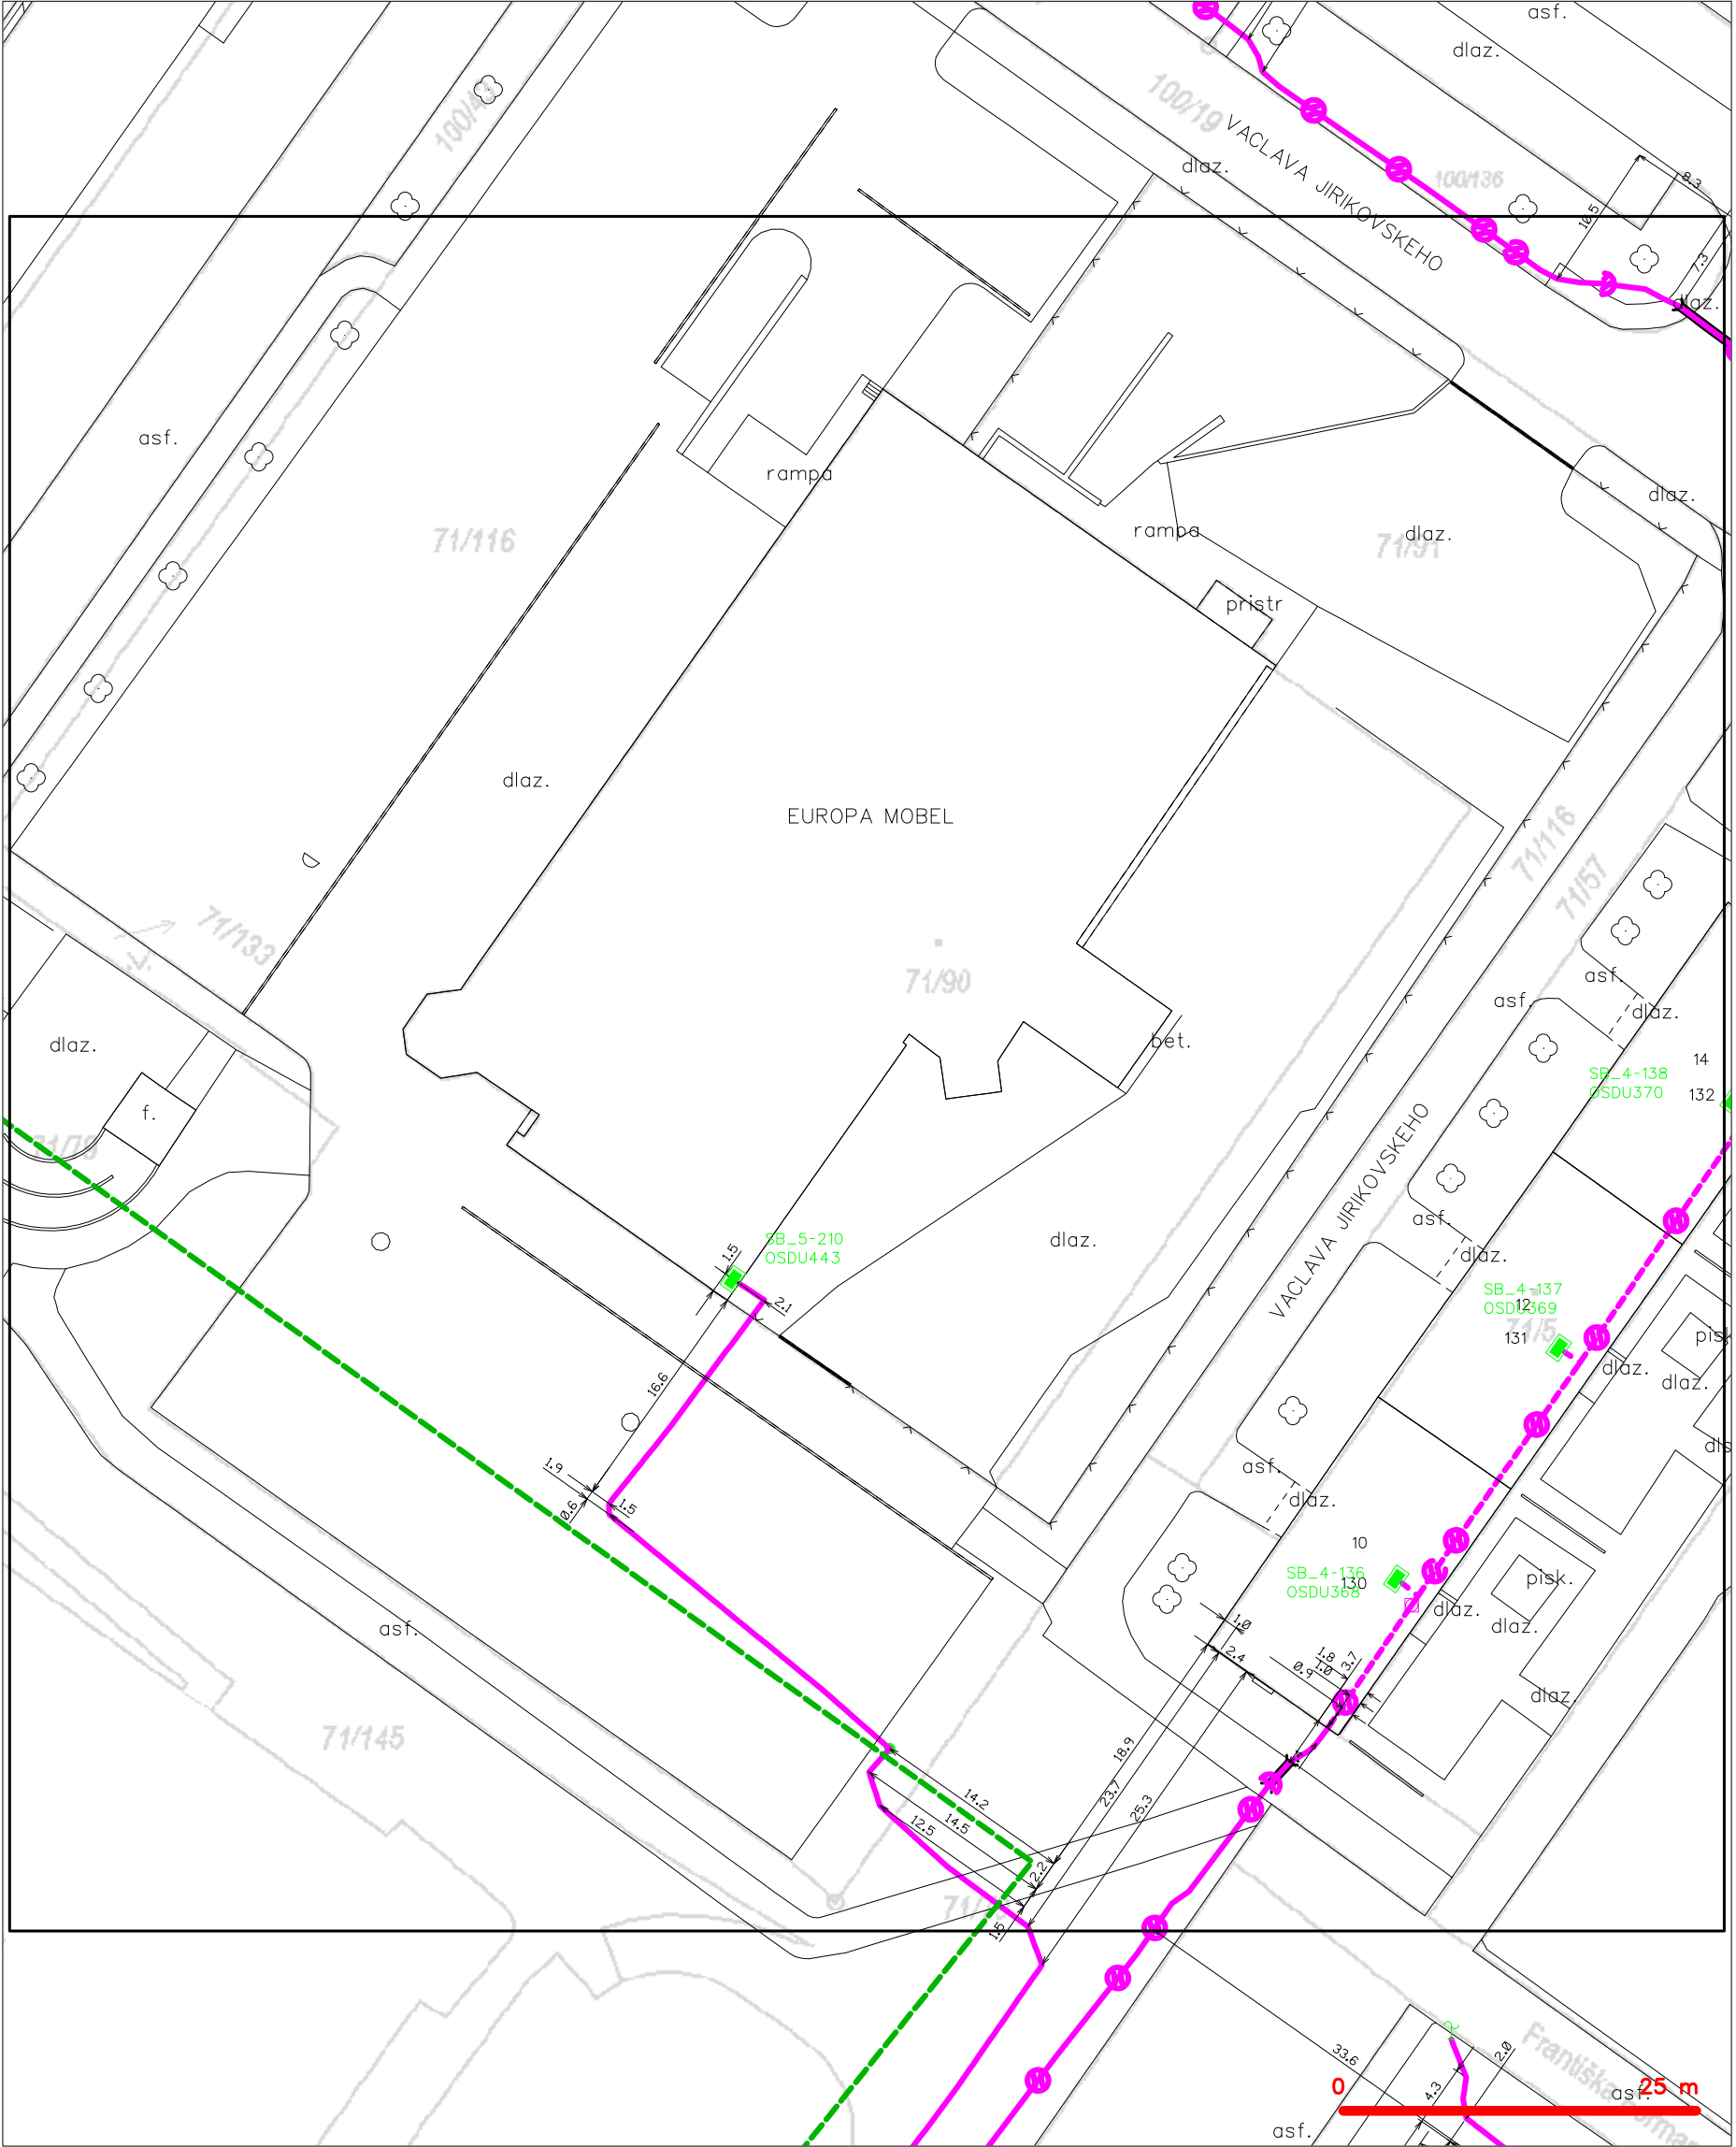 asf.
dlaz.
100/43
100/19
VACLAVA JIRIKOVSKEHO
dlaz.
100/136
8.3
10.5
7.3
dlaz.
asf.
rampa
71/116
dlaz.
rampa
71/91
dlaz.
pristr
dlaz.
EUROPA MOBEL
71/116
71/57
71/133
71/90
asf.
asf.
dlaz.
dlaz.
bet.
14
SB_4-138
OSDU370
132
f.
VACLAVA JIRIKOVSKEHO
asf.
dlaz.
SB_5-210
OSDU443
1.5
dlaz.
2.1
SB_4-137
OSDU369
12
131
dlaz.
dlaz.
16.6
asf.
dlaz.
1.9
0.6
1.5
10
SB_4-136
OSDU368
130
pisk.
dlaz.
dlaz.
asf.
1.0
2.4
1.8
1.0
0.9
3.7
dlaz.
71/145
18.9
23.7
25.3
14.2
14.5
12.5
2.2
1.5
33.6
4.3
2.0
Františka
0
25 m
asf.
asf.